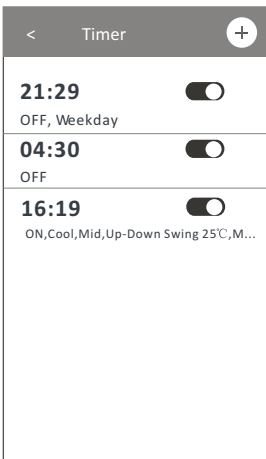 < Timer +
21:29
OFF, Weekday
04:30
OFF
16:19
ON,Cool,Mid,Up-Down Swing 25℃,M...